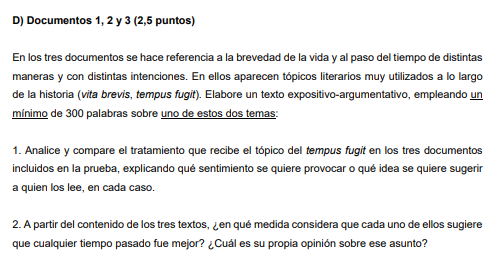 D) Documentos 1, 2 y 3 (2,5 puntos)
En los tres documentos se hace referencia a la brevedad de la vida y al paso del tiempo de distintas
maneras y con distintas intenciones. En ellos aparecen tópicos literarios muy utilizados a lo largo
de la historia (vita brevis, tempus fugit). Elabore un texto expositivo-argumentativo, empleando un
mínimo de 300 palabras sobre uno de estos dos temas:
1. Analice y compare el tratamiento que recibe el tópico del tempus fugit en los tres documentos
incluidos en la prueba, explicando qué sentimiento se quiere provocar o qué idea se quiere sugerir
a quien los lee, en cada caso.
2. A partir del contenido de los tres textos, ¿en qué medida considera que cada uno de ellos sugiere
que cualquier tiempo pasado fue mejor? ¿Cuál es su propia opinión sobre ese asunto?